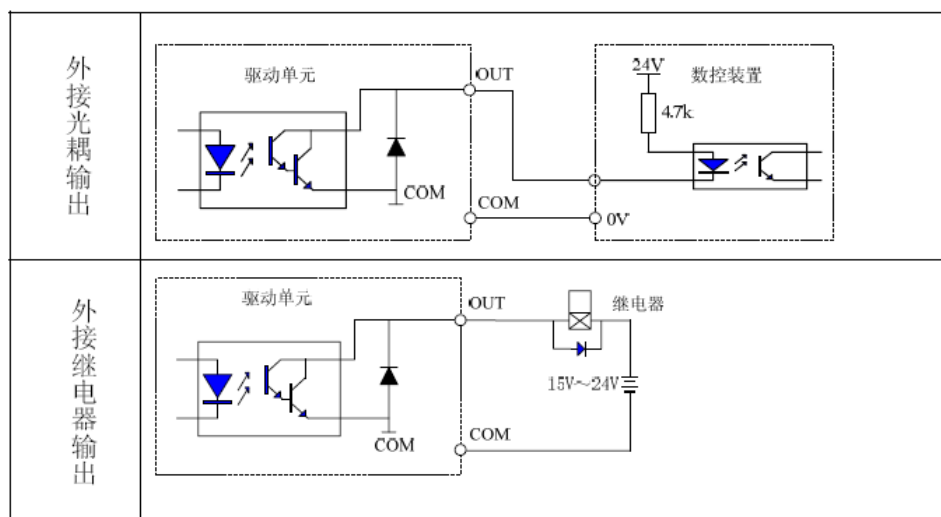 外接光耦输出
驱动单元
OUT
COM
COM
24V
数控装置
4.7k
0V
外接继电器输出
驱动单元
OUT
继电器
15V～24V
COM
COM